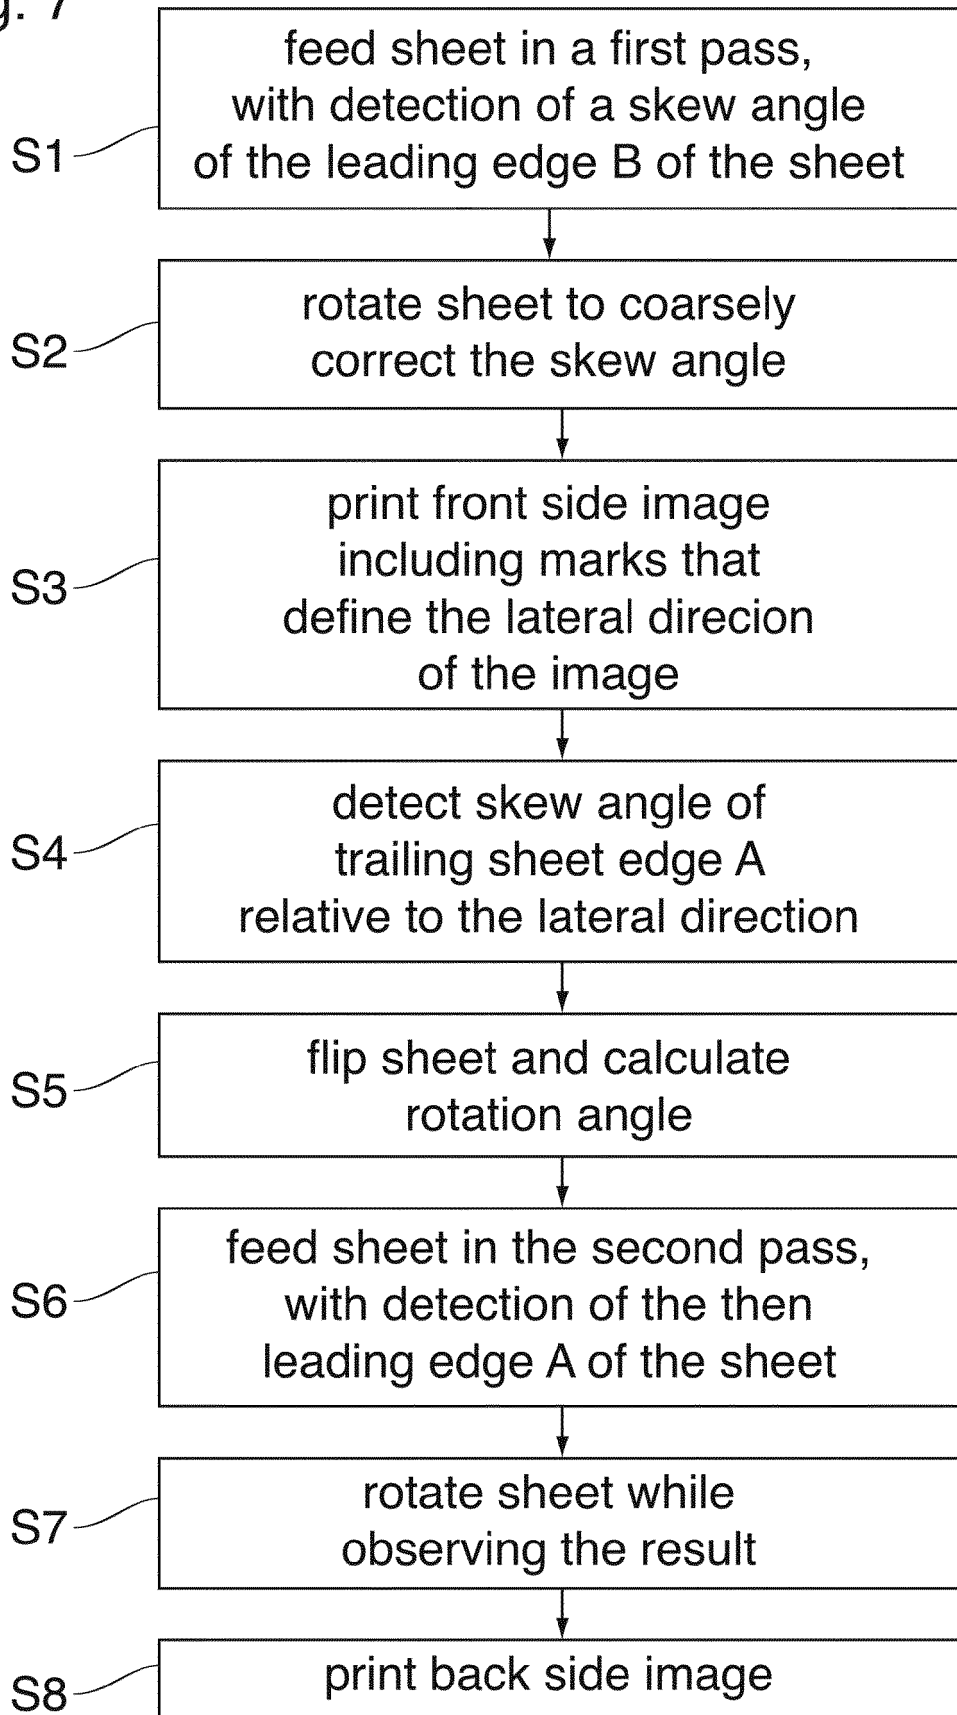 g. 7
feed sheet in a first pass,
with detection of a skew angle
of the leading edge B of the sheet
S1
rotate sheet to coarsely
correct the skew angle
S2
print front side image
including marks that
define the lateral direcion
of the image
S3
detect skew angle of
trailing sheet edge A
relative to the lateral direction
S4
flip sheet and calculate
rotation angle
S5
feed sheet in the second pass,
with detection of the then
leading edge A of the sheet
S6
rotate sheet while
observing the result
S7
print back side image
S8